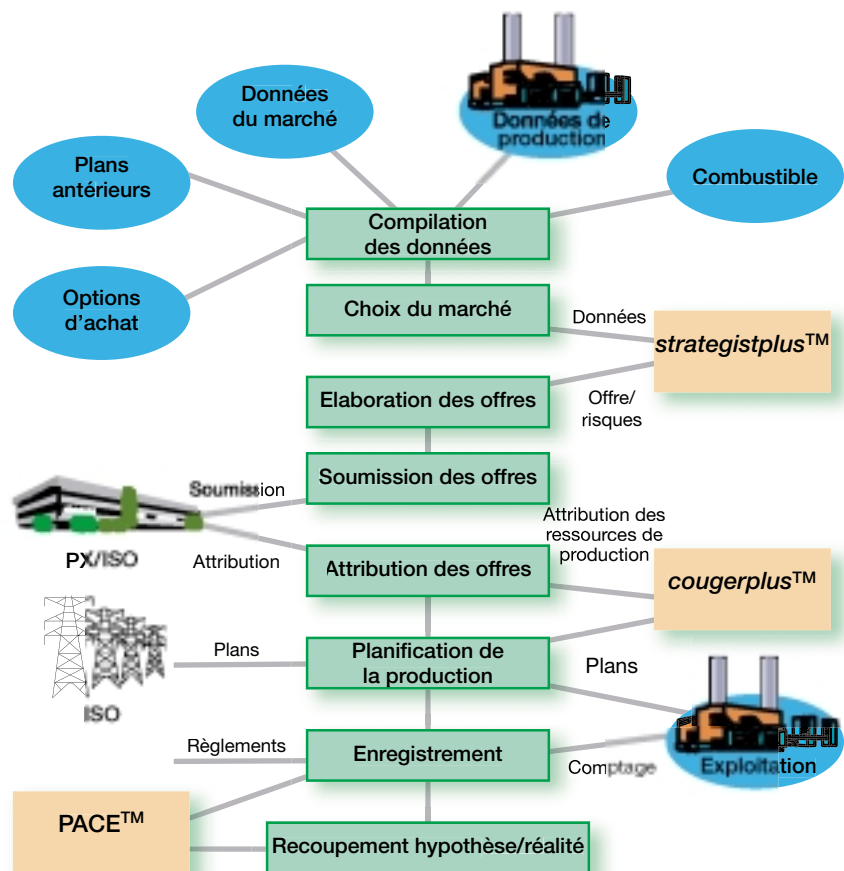 Données
du marché
Données de
production
Plans
antérieurs
Combustible
Compilation
des données
Options
d'achat
Choix du marché
Données
strategistplus™
Elaboration des offres
Offre/
risques
Soumission des offres
Soumission
Attribution des
ressources de
production
PX/ISO
Attribution
Attribution des offres
cougerplus™
Plans
Planification de
la production
Plans
ISO
Règlements
Enregistrement
Comptage
Exploitation
PACE™
Recoupement hypothèse/réalité